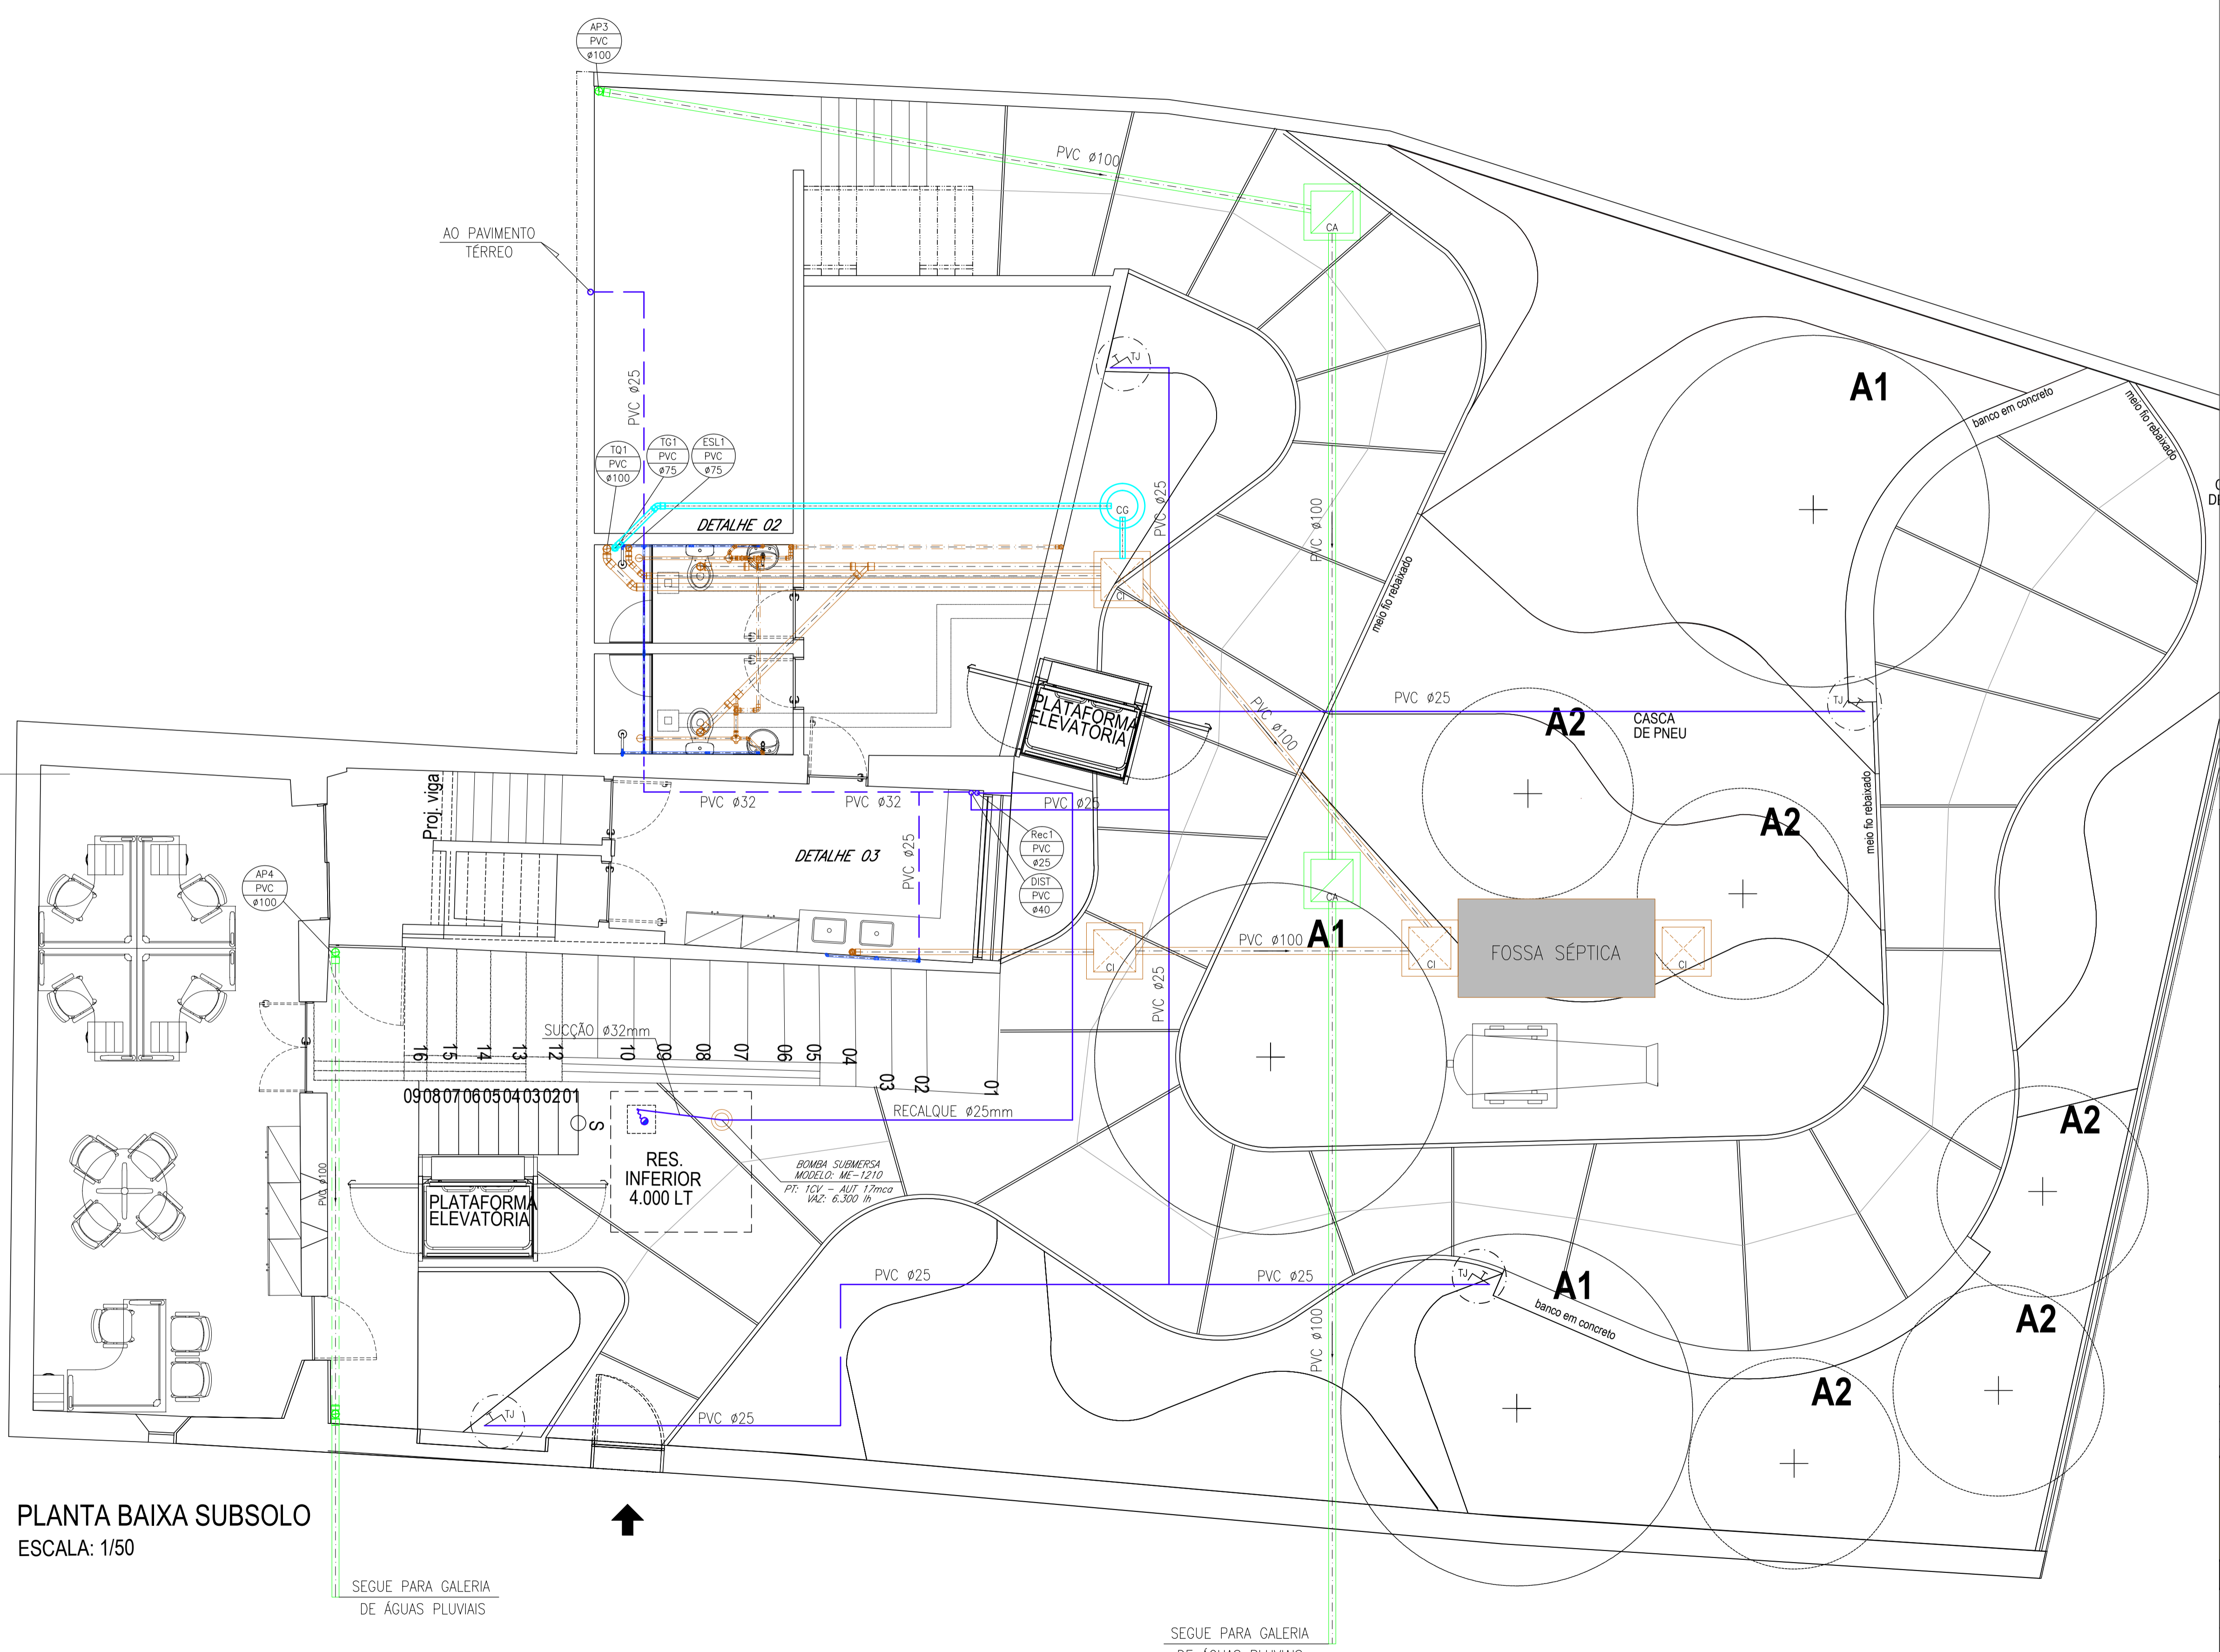 AP3
PVC
ø100
PVC ø100
CA
AO PAVIMENTO
TÉRREO
TJ
PVC ø25
A1
banco em concreto
meio fio rebaixado
TQ1
PVC
ø100
TG1
PVC
ø75
ESL1
PVC
ø75
DETALHE 02
CG
PVC ø25
PVC ø100
CI
meio fio rebaixado
PLATAFORMA
ELEVATÓRIA
PVC ø100
PVC ø25
TJ
A2
CASCA
DE PNEU
Proj. viga
PVC ø32
PVC ø32
PVC ø25
A2
meio fio rebaixado
DETALHE 03
PVC ø25
Rec1
PVC
ø25
DIST
PVC
ø40
AP4
PVC
ø100
CA
A1
PVC ø100
CI
CI
FOSSA SÉPTICA
CI
PVC ø25
SUCÇÃO ø32mm
16
15
14
13
12
10
09
08
07
06
05
04
03
02
01
09
08
07
06
05
04
03
02
01
S
RECALQUE ø25mm
RES.
INFERIOR
4.000 LT
BOMBA SUBMERSA
MODELO: ME-1210
PT: 1CV - AUT 17mca
VAZ: 6.300 lh
PLATAFORMA
ELEVATÓRIA
PVC ø100
A2
PVC ø25
PVC ø25
TJ
A1
banco em concreto
PVC ø100
A2
A2
TJ
PVC ø25
PLANTA BAIXA SUBSOLO
ESCALA: 1/50
SEGUE PARA GALERIA
DE ÁGUAS PLUVIAIS
SEGUE PARA GALERIA
DE ÁGUAS PLUVIAIS